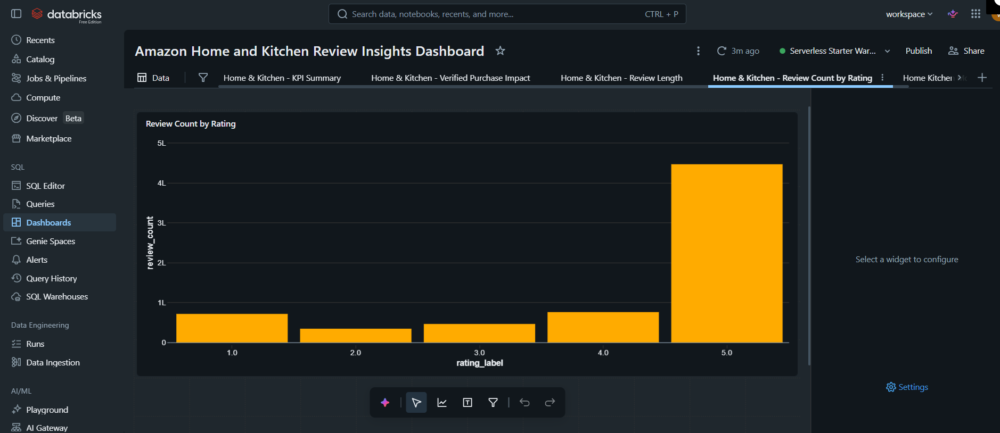 databricks
Free Edition
Search data, notebooks, recents, and more...
CTRL + P
workspace
Recents
Catalog
Jobs & Pipelines
Compute
Discover Beta
Marketplace
SQL
SQL Editor
Queries
Dashboards
Genie Spaces
Alerts
Query History
SQL Warehouses
Data Engineering
Runs
Data Ingestion
AI/ML
Playground
AI Gateway
Amazon Home and Kitchen Review Insights Dashboard
3m ago
Serverless Starter War...
Publish
Share
Data
Home & Kitchen - KPI Summary
Home & Kitchen - Verified Purchase Impact
Home & Kitchen - Review Length
Home & Kitchen - Review Count by Rating
Home Kitchen
Review Count by Rating
5L
4L
3L
2L
1L
0
review_count
1.0 2.0 3.0 4.0 5.0
rating_label
Select a widget to configure
Settings